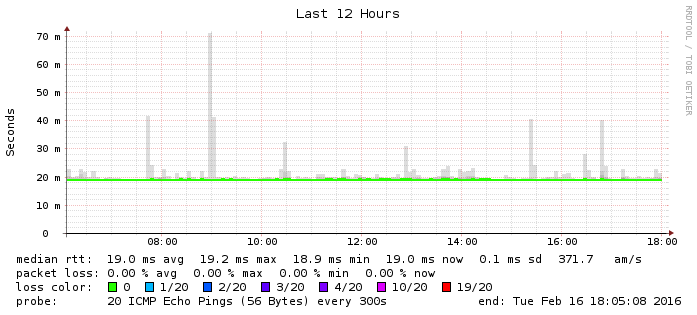 Last 12 Hours
RRDTOOL / TOBI OETIKER
Seconds
70 m
60 m
50 m
40 m
30 m
20 m
10 m
0
08:00 10:00 12:00 14:00 16:00 18:00
median rtt: 19.0 ms avg 19.2 ms max 18.9 ms min 19.0 ms now 0.1 ms sd 371.7 am/s
packet loss: 0.00 % avg 0.00 % max 0.00 % min 0.00 % now
loss color: 0 1/20 2/20 3/20 4/20 10/20 19/20
probe: 20 ICMP Echo Pings (56 Bytes) every 300s end: Tue Feb 16 18:05:08 2016